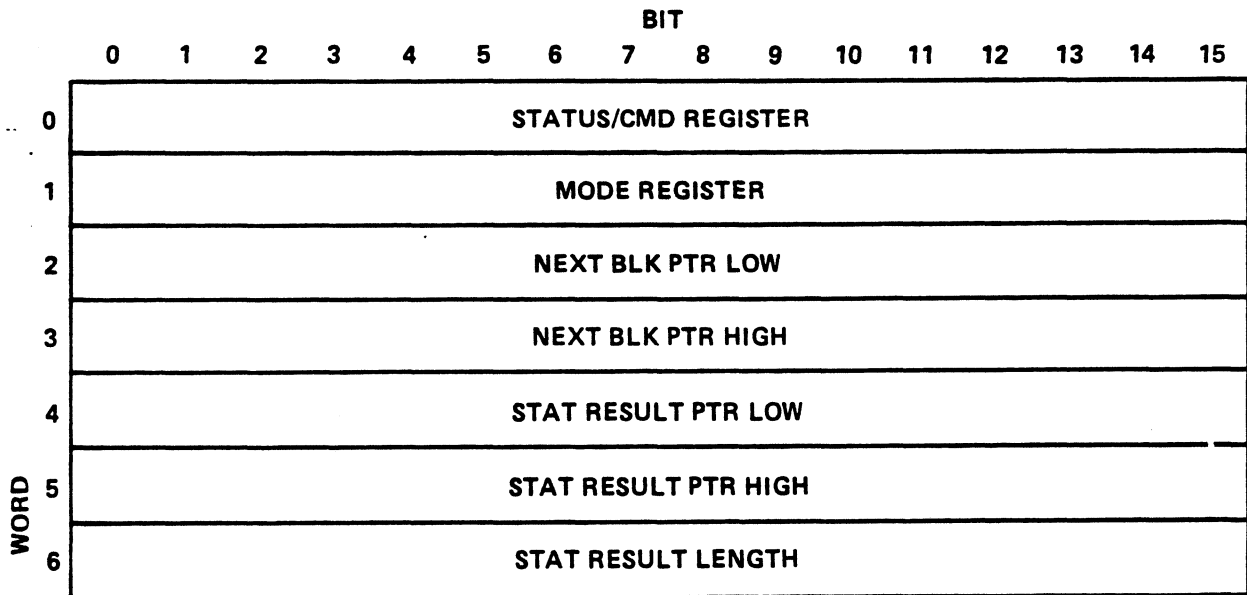 BIT
0 1 2 3 4 5 6 7 8 9 10 11 12 13 14 15
0 STATUS/CMD REGISTER
1 MODE REGISTER
2 NEXT BLK PTR LOW
3 NEXT BLK PTR HIGH
4 STAT RESULT PTR LOW
5 STAT RESULT PTR HIGH
WORD
6 STAT RESULT LENGTH